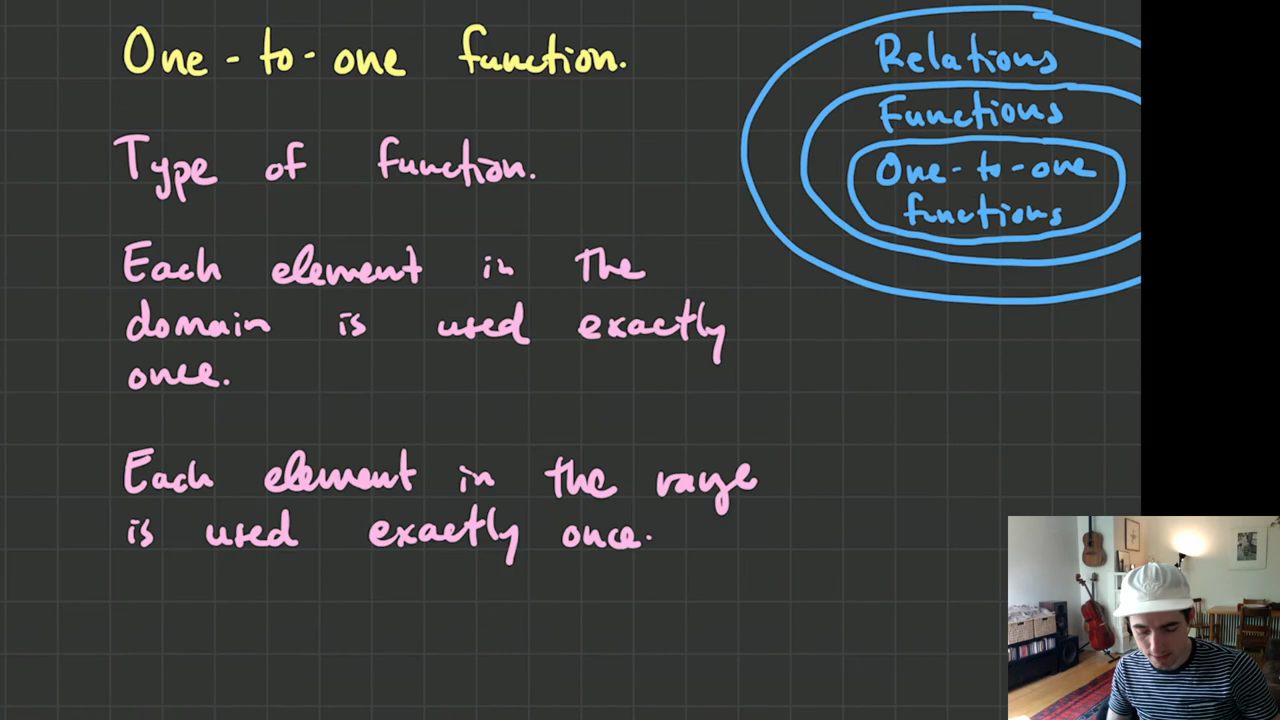 One-to-one function.
Relations
Functions
One-to-one
functions
Type of function.
Each element in the
domain is used exactly
once.
Each element in the range
is used exactly once.